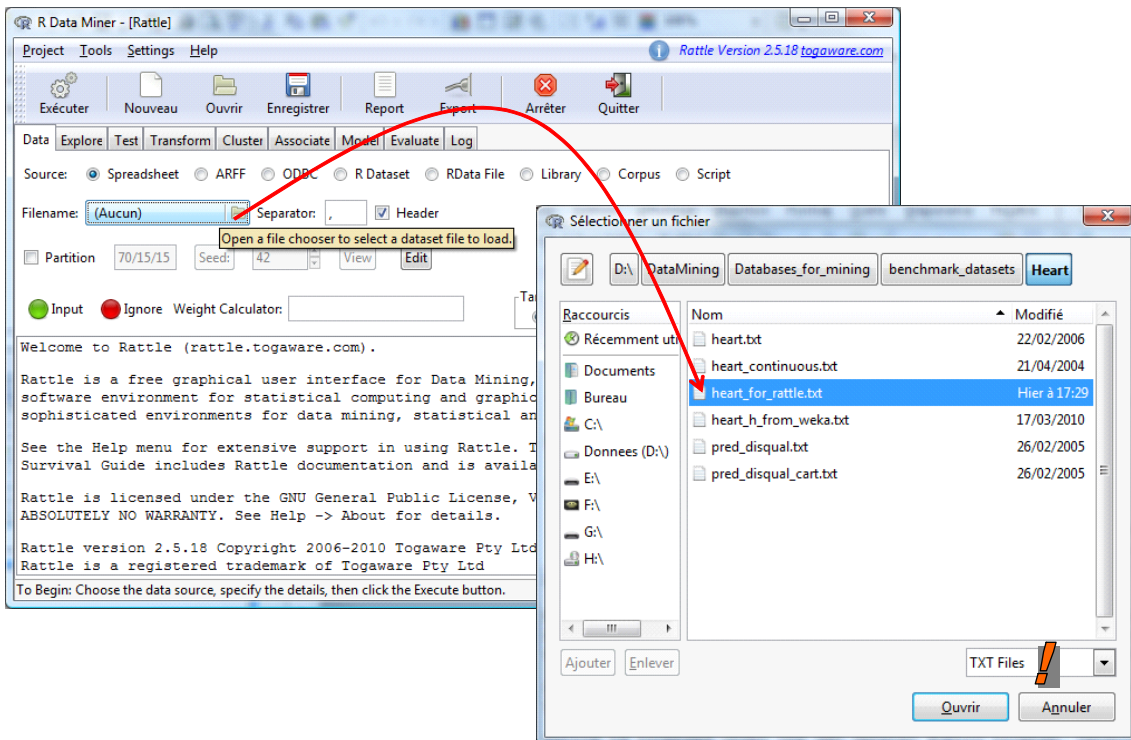 R Data Miner - [Rattle]
Project Tools Settings Help
Rattle Version 2.5.18 togaware.com
Exécuter Nouveau Ouvrir Enregistrer Report Export Arrêter Quitter
Data Explore Test Transform Cluster Associate Model Evaluate Log
Source: Spreadsheet ARFF ODBC R Dataset RData File Library Corpus Script
Filename: (Aucun) Separator: , Header
Open a file chooser to select a dataset file to load.
Partition 70/15/15 Seed: 42 View Edit
Input Ignore Weight Calculator: Ta
Welcome to Rattle (rattle.togaware.com).
Rattle is a free graphical user interface for Data Mining,
software environment for statistical computing and graphic
sophisticated environments for data mining, statistical an
See the Help menu for extensive support in using Rattle. T
Survival Guide includes Rattle documentation and is availa
Rattle is licensed under the GNU General Public License, V
ABSOLUTELY NO WARRANTY. See Help -> About for details.
Rattle version 2.5.18 Copyright 2006-2010 Togaware Pty Ltd
Rattle is a registered trademark of Togaware Pty Ltd
To Begin: Choose the data source, specify the details, then click the Execute button.
Sélectionner un fichier
D:\ DataMining Databases_for_mining benchmark_datasets Heart
Raccourcis
Récemment uti
Documents
Bureau
C:\
Donnees (D:\)
E:\
F:\
G:\
H:\
Nom Modifié
heart.txt 22/02/2006
heart_continuous.txt 21/04/2004
heart_for_rattle.txt Hier à 17:29
heart_h_from_weka.txt 17/03/2010
pred_disqual.txt 26/02/2005
pred_disqual_cart.txt 26/02/2005
Ajouter Enlever
TXT Files
!
Ouvrir Annuler